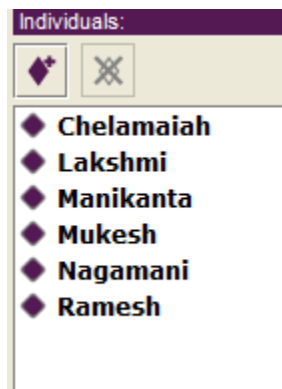 Individuals:
Chelamaiah
Lakshmi
Manikanta
Mukesh
Nagamani
Ramesh